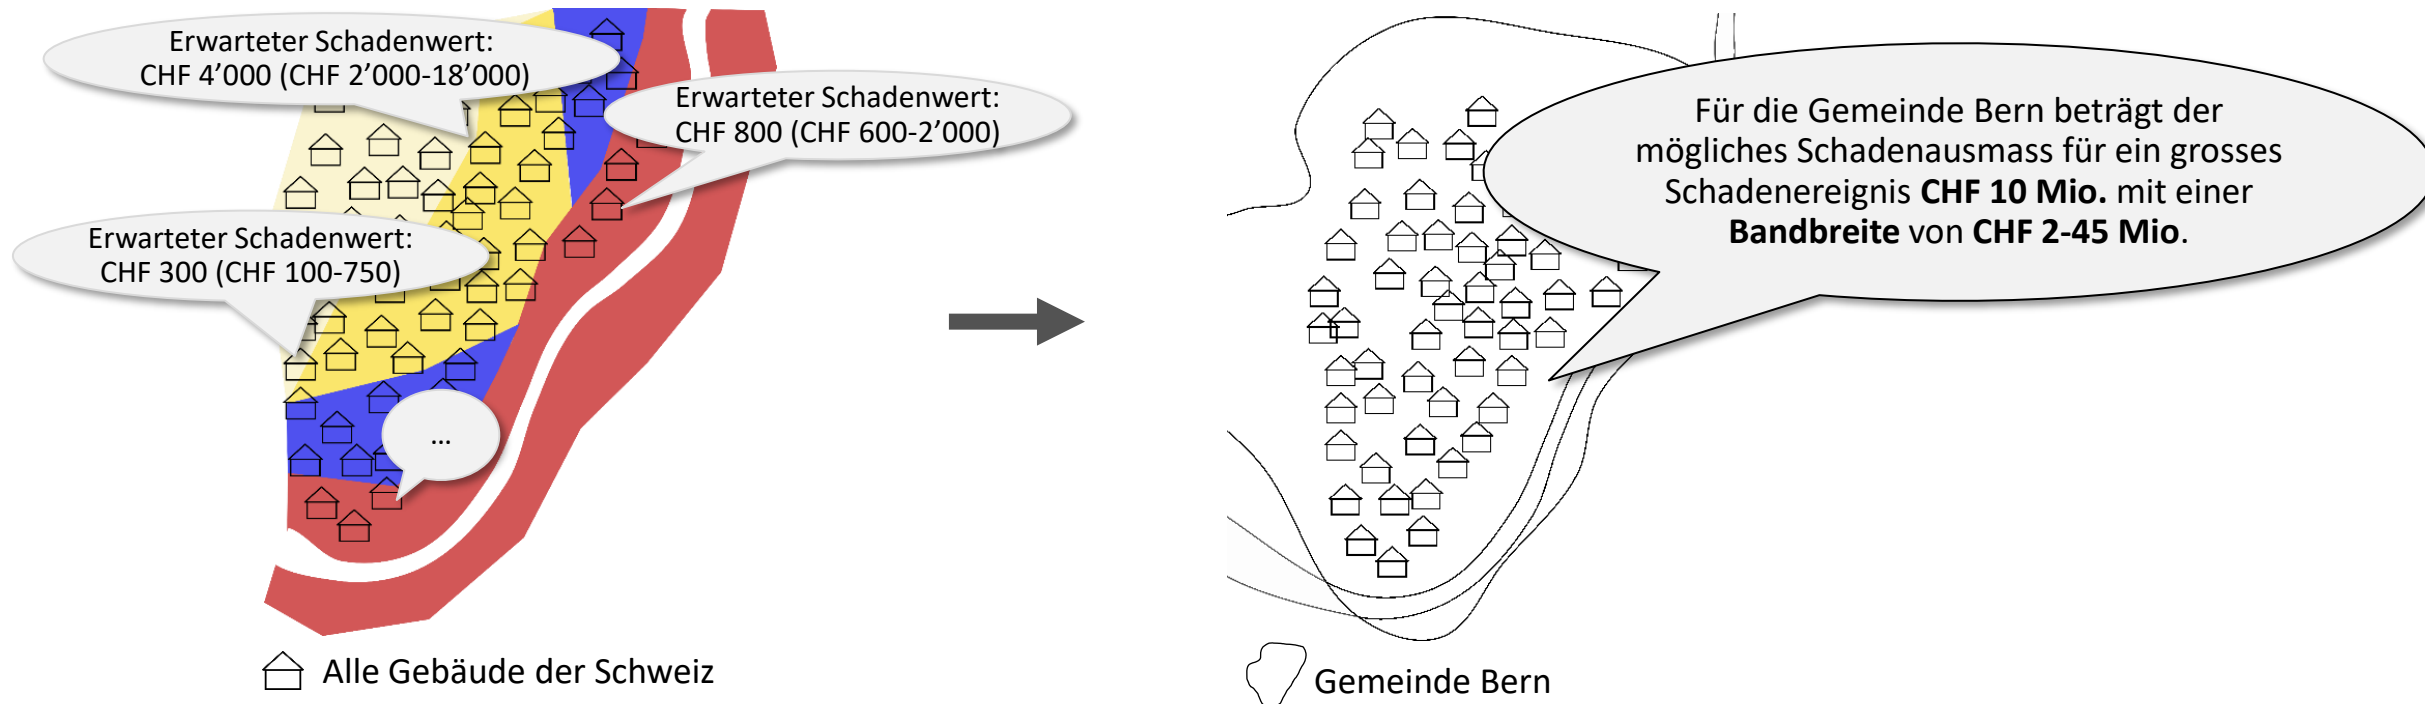 Erwarteter Schadenwert:
CHF 4’000 (CHF 2’000-18’000)
Erwarteter Schadenwert:
CHF 800 (CHF 600-2’000)
Erwarteter Schadenwert:
CHF 300 (CHF 100-750)
...
Alle Gebäude der Schweiz
Für die Gemeinde Bern beträgt der
mögliches Schadenausmass für ein grosses
Schadenereignis CHF 10 Mio. mit einer
Bandbreite von CHF 2-45 Mio.
Gemeinde Bern